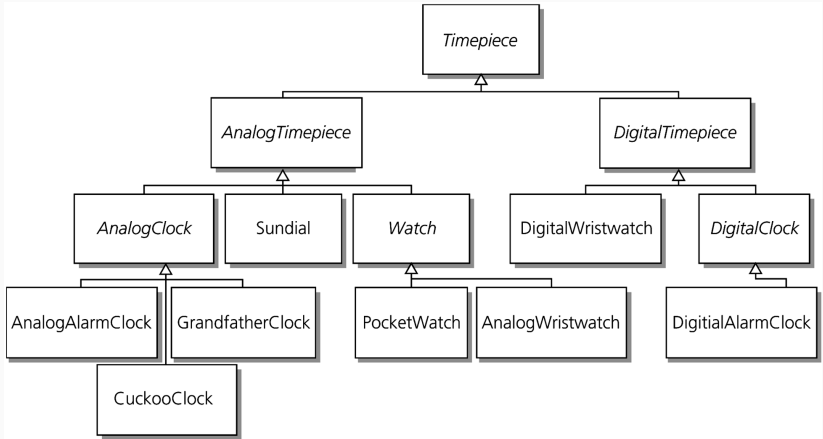 Timepiece
AnalogTimepiece
DigitalTimepiece
AnalogClock
Sundial
Watch
DigitalWristwatch
DigitalClock
AnalogAlarmClock
GrandfatherClock
PocketWatch
AnalogWristwatch
DigitialAlarmClock
CuckooClock